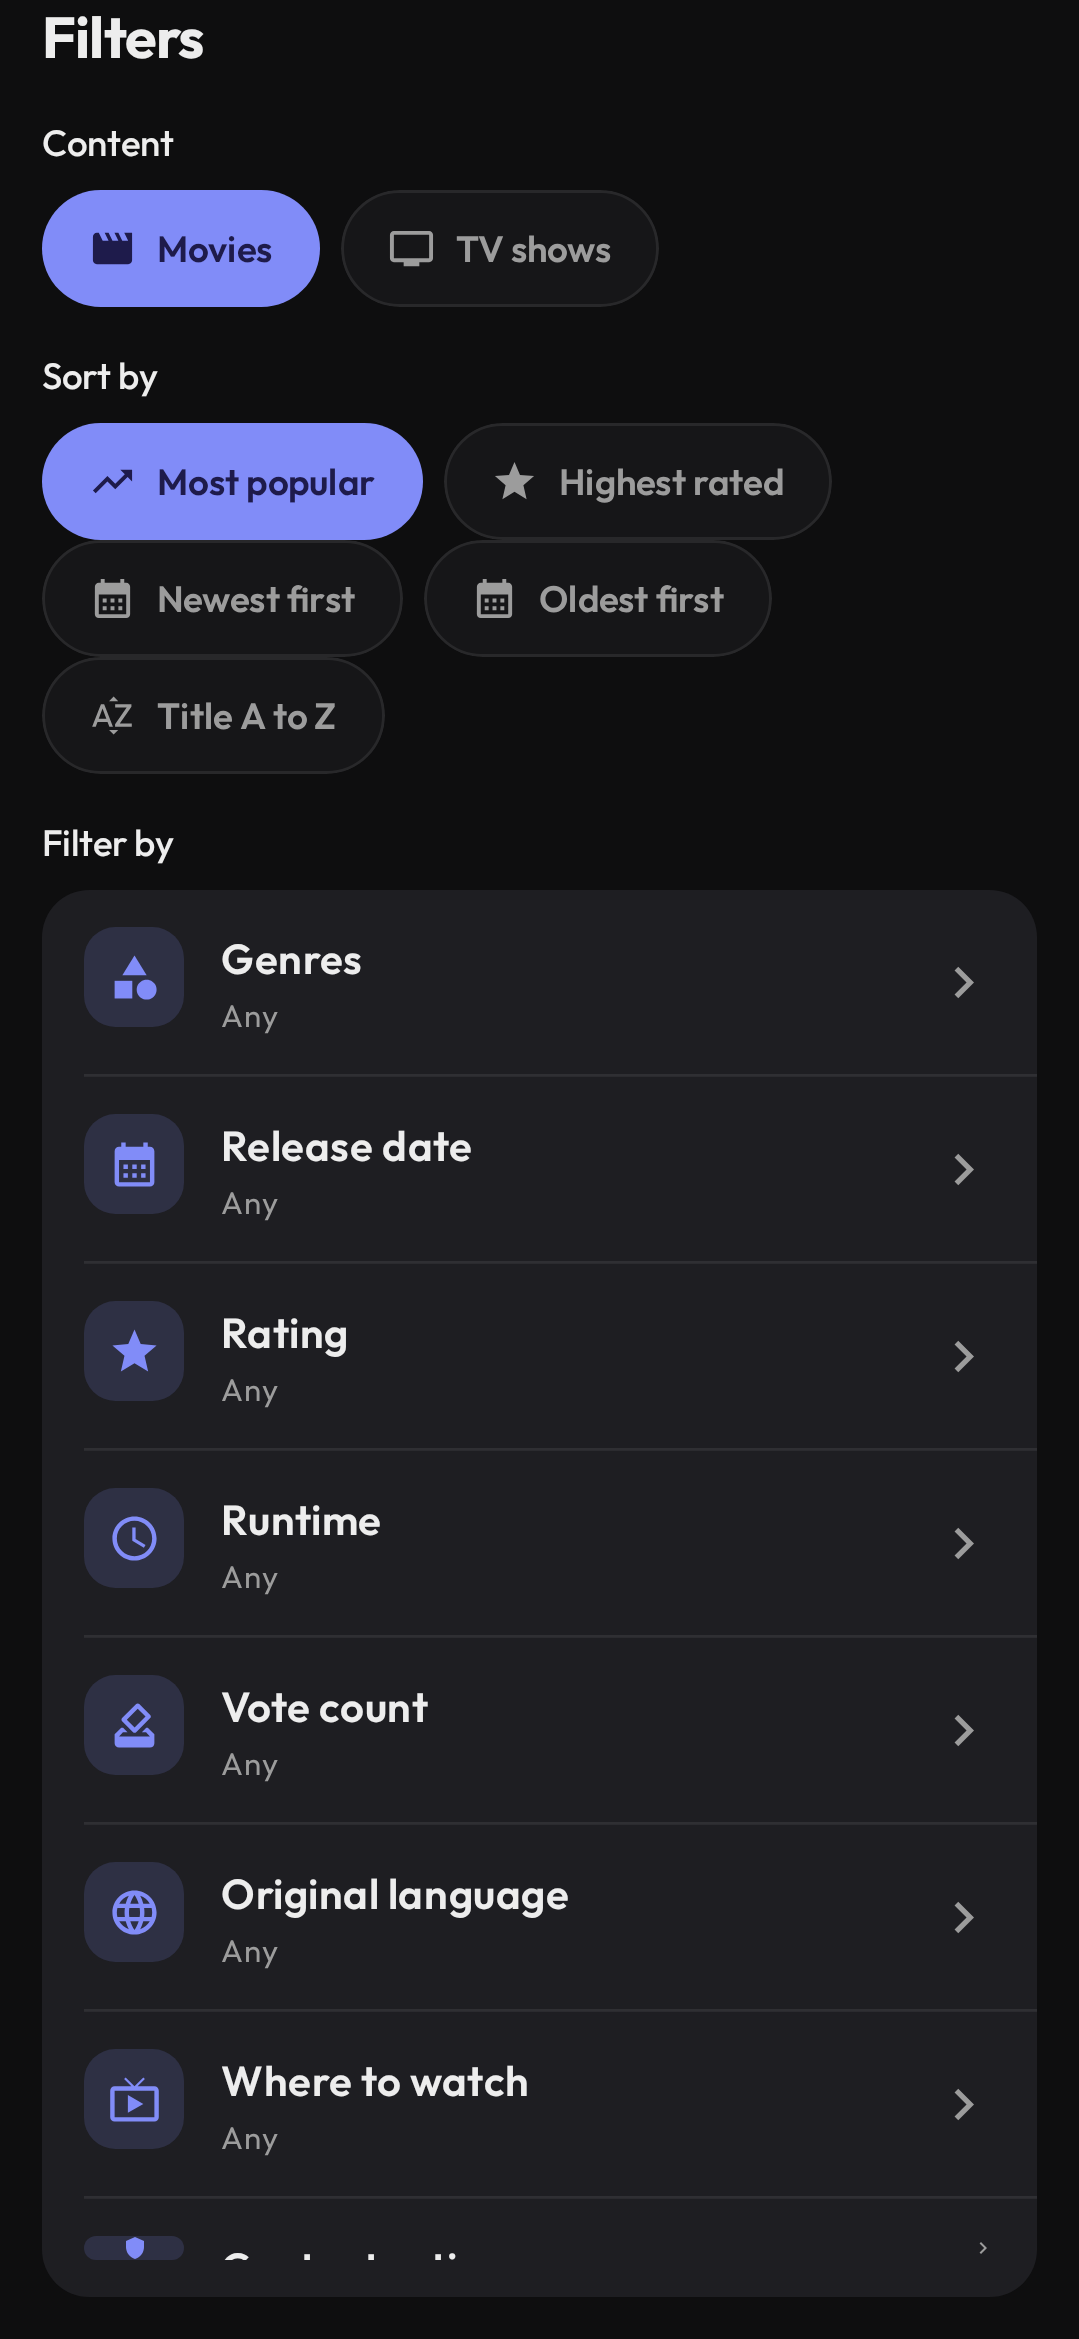 Filters
Content
Movies
TV shows
Sort by
Most popular
Highest rated
Newest first
Oldest first
AZ Title A to Z
Filter by
Genres
Any
Release date
Any
Rating
Any
Runtime
Any
Vote count
Any
Original language
Any
Where to watch
Any